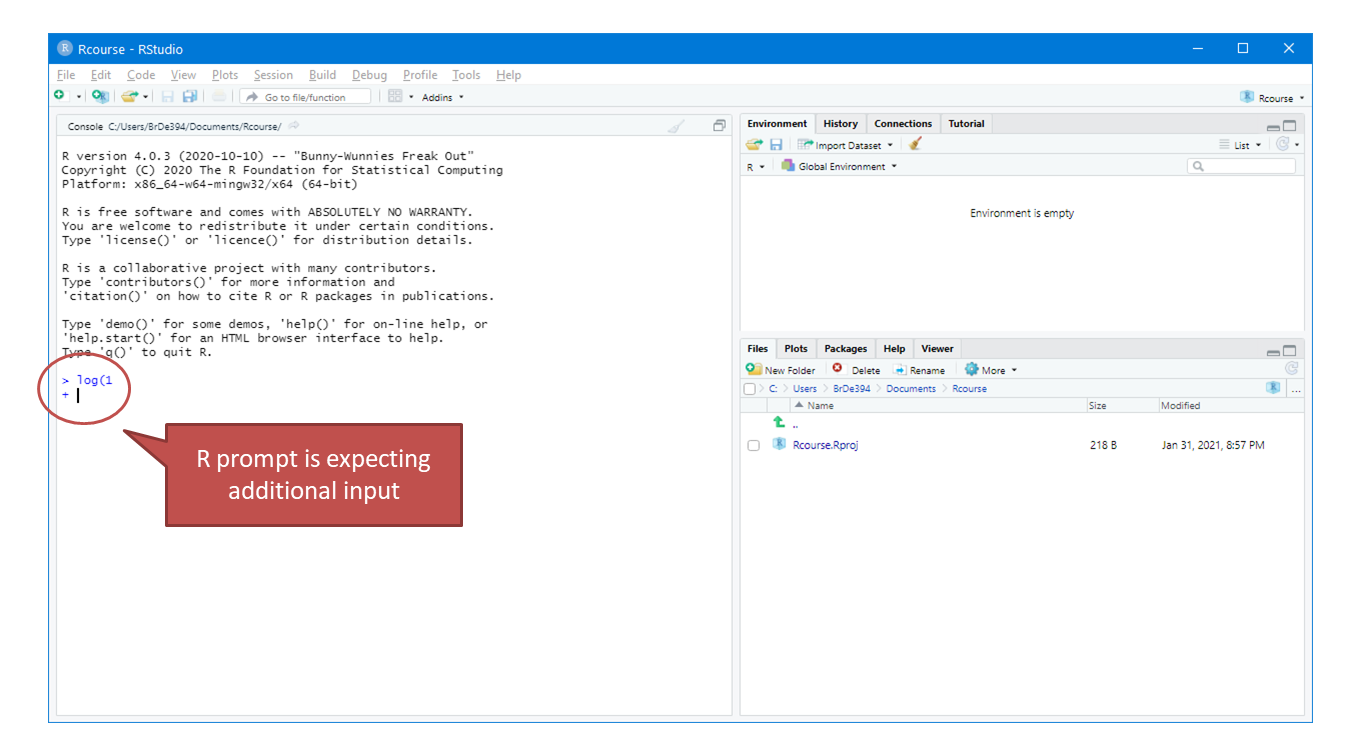 Rcourse - RStudio
File Edit Code View Plots Session Build Debug Profile Tools Help
Go to file/function Addins Rcourse
Console C:/Users/BrDe394/Documents/Rcourse/
R version 4.0.3 (2020-10-10) -- "Bunny-Wunnies Freak Out"
Copyright (C) 2020 The R Foundation for Statistical Computing
Platform: x86_64-w64-mingw32/x64 (64-bit)
R is free software and comes with ABSOLUTELY NO WARRANTY.
You are welcome to redistribute it under certain conditions.
Type 'license()' or 'licence()' for distribution details.
R is a collaborative project with many contributors.
Type 'contributors()' for more information and
'citation()' on how to cite R or R packages in publications.
Type 'demo()' for some demos, 'help()' for on-line help, or
'help.start()' for an HTML browser interface to help.
Type 'q()' to quit R.
> log(1
+
R prompt is expecting
additional input
Environment History Connections Tutorial
Import Dataset List
R Global Environment
Environment is empty
Files Plots Packages Help Viewer
New Folder Delete Rename More
C: > Users > BrDe394 > Documents > Rcourse ...
Name Size Modified
..
Rcourse.Rproj 218 B Jan 31, 2021, 8:57 PM